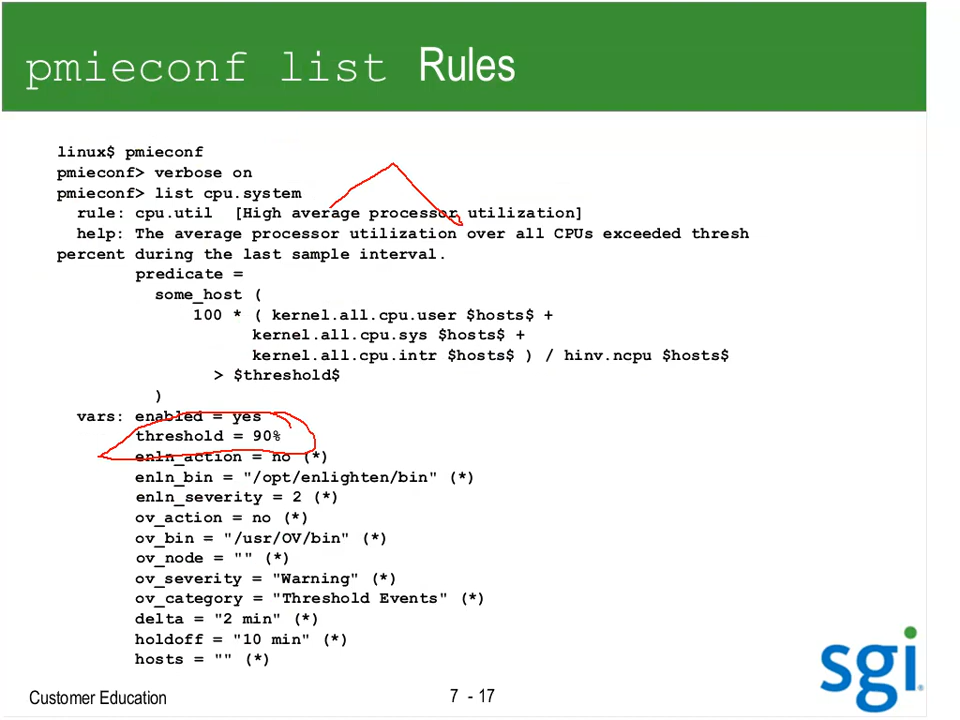 pmieconf list Rules
linux$ pmieconf
pmieconf> verbose on
pmieconf> list cpu.system
rule: cpu.util [High average processor utilization]
help: The average processor utilization over all CPUs exceeded thresh
percent during the last sample interval.
predicate =
some_host (
100 * ( kernel.all.cpu.user $hosts$ +
kernel.all.cpu.sys $hosts$ +
kernel.all.cpu.intr $hosts$ ) / hinv.ncpu $hosts$
> $threshold$
)
vars: enabled = yes
threshold = 90%
enln_action = no (*)
enln_bin = "/opt/enlighten/bin" (*)
enln_severity = 2 (*)
ov_action = no (*)
ov_bin = "/usr/OV/bin" (*)
ov_node = "" (*)
ov_severity = "Warning" (*)
ov_category = "Threshold Events" (*)
delta = "2 min" (*)
holdoff = "10 min" (*)
hosts = "" (*)
sgi
Customer Education
7 - 17